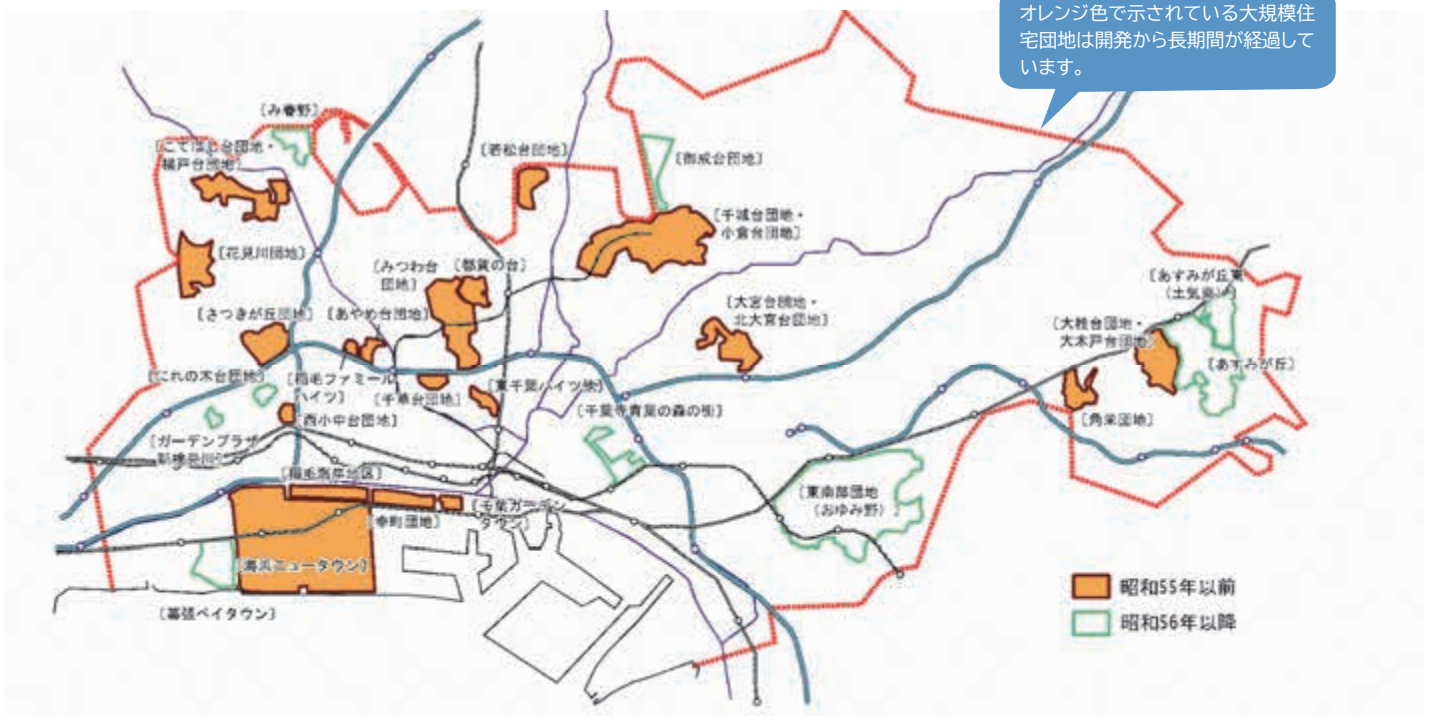 オレンジ色で示されている大規模住
宅団地は開発から長期間が経過して
います。
〔み春野〕
〔こてはし台団地・
横戸台団地〕
〔若松台団地〕
〔御成台団地〕
〔千城台団地・
小倉台団地〕
〔花見川団地〕
〔みつわ台
団地〕
〔都賀の台〕
〔あすみが丘東
（土気東）〕
〔さつきが丘団地〕
〔あやめ台団地〕
〔大宮台団地・
北大宮台団地〕
〔大椎台団地・
大木戸台団地〕
〔あすみが丘〕
〔にれの木台団地〕
〔稲毛ファミール
ハイツ〕
〔千草台団地〕
〔東千葉ハイツ他〕
〔千葉寺青葉の森の街〕
〔角栄団地〕
〔西小中台団地〕
〔ガーデンプラザ
新検見川〕
〔稲毛海岸地区〕
〔東南部団地
（おゆみ野）〕
〔幸町団地〕
〔千葉ガーデン
タウン〕
〔海浜ニュータウン〕
〔幕張ベイタウン〕
昭和55年以前
昭和56年以降